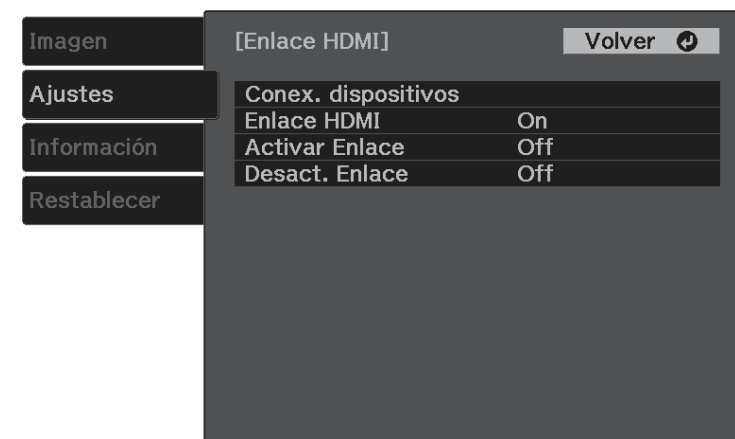 Imagen
Ajustes
Información
Restablecer
[Enlace HDMI]
Volver
Conex. dispositivos
Enlace HDMI On
Activar Enlace Off
Desact. Enlace Off